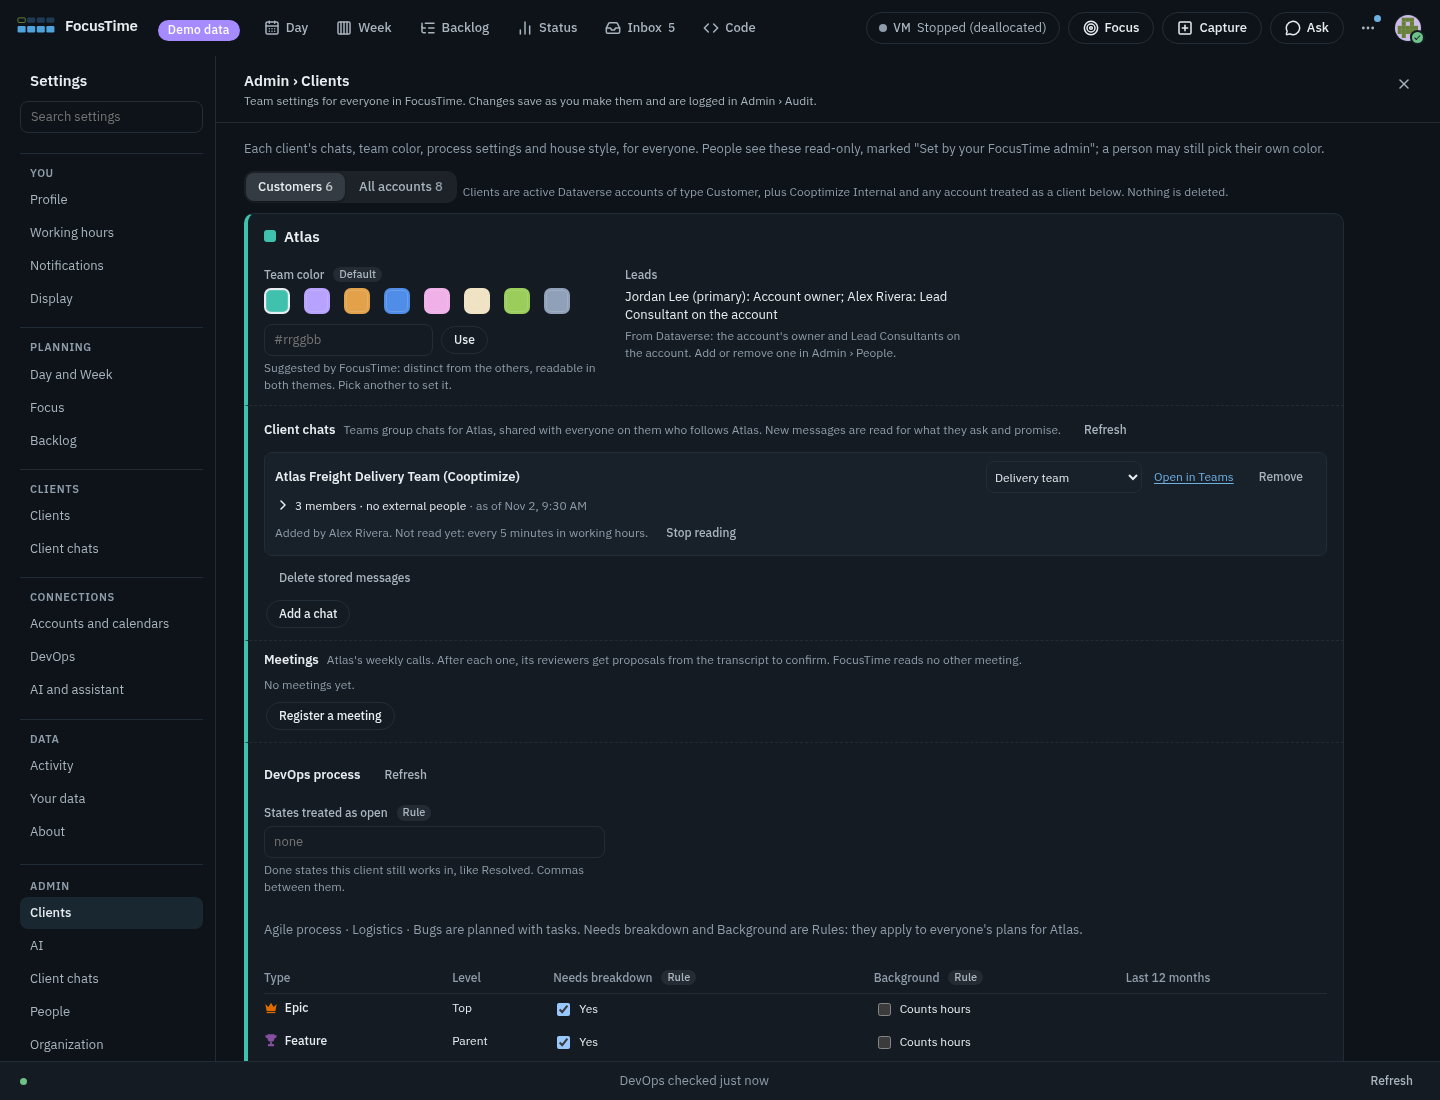 FocusTime
Demo data
Day
Week
Backlog
Status
Inbox 5
Code
VM Stopped (deallocated)
Focus
Capture
Ask
Settings
Search settings
YOU
Profile
Working hours
Notifications
Display
PLANNING
Day and Week
Focus
Backlog
CLIENTS
Clients
Client chats
CONNECTIONS
Accounts and calendars
DevOps
AI and assistant
DATA
Activity
Your data
About
ADMIN
Clients
AI
Client chats
People
Organization
Admin › Clients
Team settings for everyone in FocusTime. Changes save as you make them and are logged in Admin › Audit.
Each client's chats, team color, process settings and house style, for everyone. People see these read-only, marked "Set by your FocusTime admin"; a person may still pick their own color.
Customers 6
All accounts 8
Clients are active Dataverse accounts of type Customer, plus Cooptimize Internal and any account treated as a client below. Nothing is deleted.
Atlas
Team color Default
#rrggbb
Use
Suggested by FocusTime: distinct from the others, readable in
both themes. Pick another to set it.
Leads
Jordan Lee (primary): Account owner; Alex Rivera: Lead
Consultant on the account
From Dataverse: the account's owner and Lead Consultants on
the account. Add or remove one in Admin › People.
Client chats Teams group chats for Atlas, shared with everyone on them who follows Atlas. New messages are read for what they ask and promise. Refresh
Atlas Freight Delivery Team (Cooptimize)
Delivery team
Open in Teams
Remove
3 members · no external people · as of Nov 2, 9:30 AM
Added by Alex Rivera. Not read yet: every 5 minutes in working hours. Stop reading
Delete stored messages
Add a chat
Meetings Atlas's weekly calls. After each one, its reviewers get proposals from the transcript to confirm. FocusTime reads no other meeting.
No meetings yet.
Register a meeting
DevOps process Refresh
States treated as open Rule
none
Done states this client still works in, like Resolved. Commas
between them.
Agile process · Logistics · Bugs are planned with tasks. Needs breakdown and Background are Rules: they apply to everyone's plans for Atlas.
Type Level Needs breakdown Rule Background Rule Last 12 months
Epic Top Yes Counts hours
Feature Parent Yes Counts hours
DevOps checked just now
Refresh